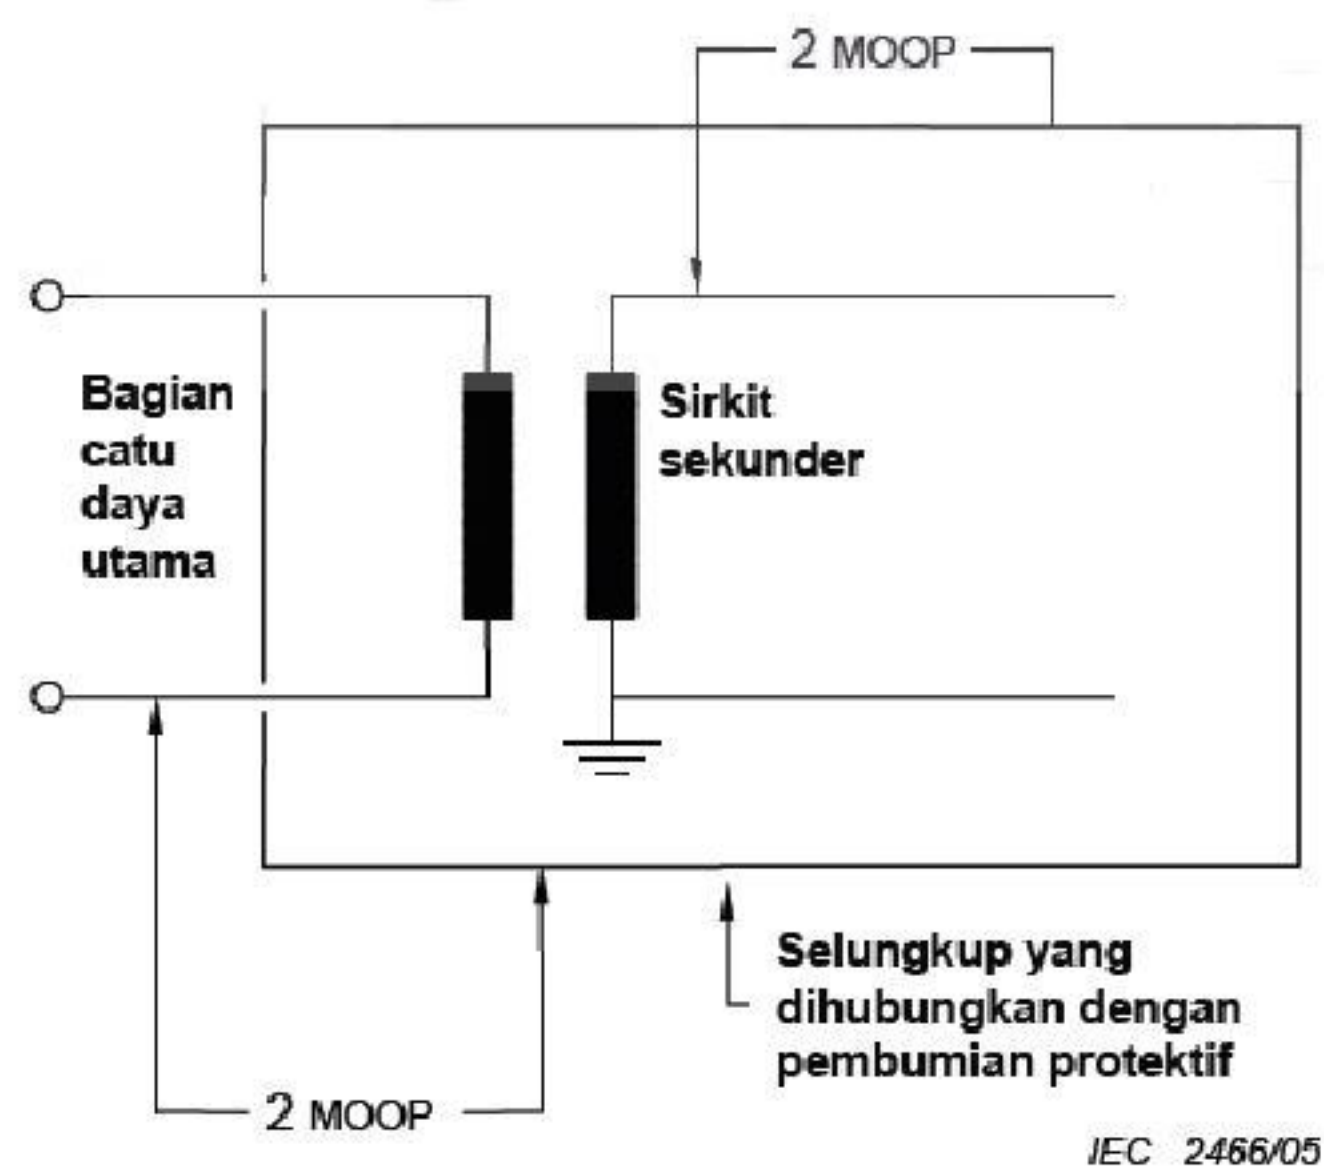 2 MOOP
Bagian
catu
daya
utama
Sirkit
sekunder
Selungkup yang
dihubungkan dengan
pembumian protektif
2 MOOP
IEC 2466/05